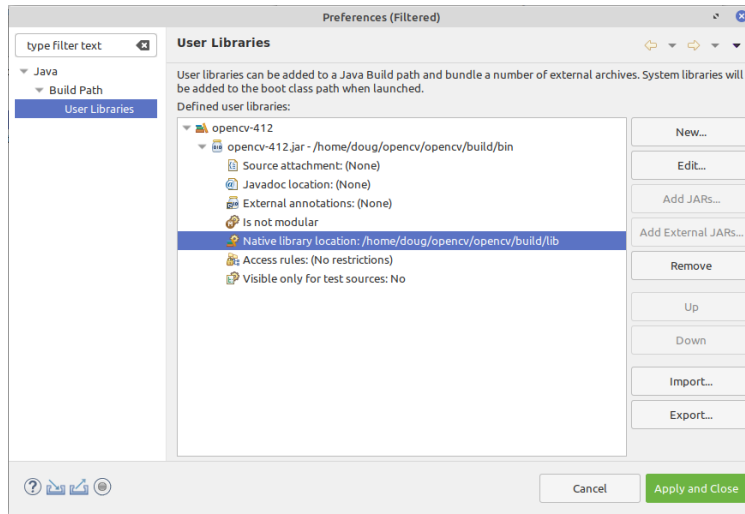 Preferences (Filtered)
type filter text
Java
Build Path
User Libraries
User Libraries
User libraries can be added to a Java Build path and bundle a number of external archives. System libraries will
be added to the boot class path when launched.
Defined user libraries:
opencv-412
opencv-412.jar - /home/doug/opencv/opencv/build/bin
Source attachment: (None)
Javadoc location: (None)
External annotations: (None)
Is not modular
Native library location: /home/doug/opencv/opencv/build/lib
Access rules: (No restrictions)
Visible only for test sources: No
New...
Edit...
Add JARs...
Add External JARs...
Remove
Up
Down
Import...
Export...
Cancel
Apply and Close